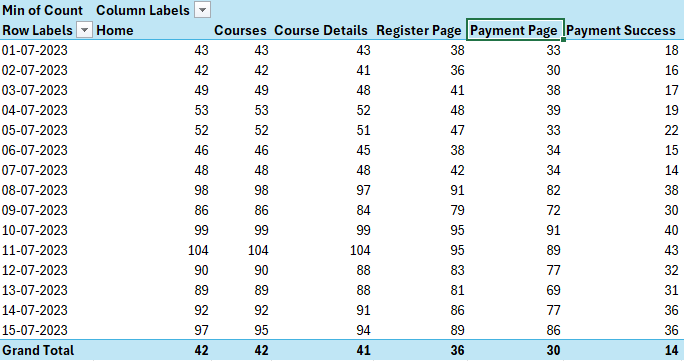 Min of Count Column Labels
Row Labels Home Courses Course Details Register Page Payment Page Payment Success
01-07-2023 43 43 43 38 33 18
02-07-2023 42 42 41 36 30 16
03-07-2023 49 49 48 41 38 17
04-07-2023 53 53 52 48 39 19
05-07-2023 52 52 51 47 33 22
06-07-2023 46 46 45 38 34 15
07-07-2023 48 48 48 42 34 14
08-07-2023 98 98 97 91 82 38
09-07-2023 86 86 84 79 72 30
10-07-2023 99 99 99 95 91 40
11-07-2023 104 104 104 95 89 43
12-07-2023 90 90 88 83 77 32
13-07-2023 89 89 88 81 69 31
14-07-2023 92 92 91 86 77 36
15-07-2023 97 95 94 89 86 36
Grand Total 42 42 41 36 30 14